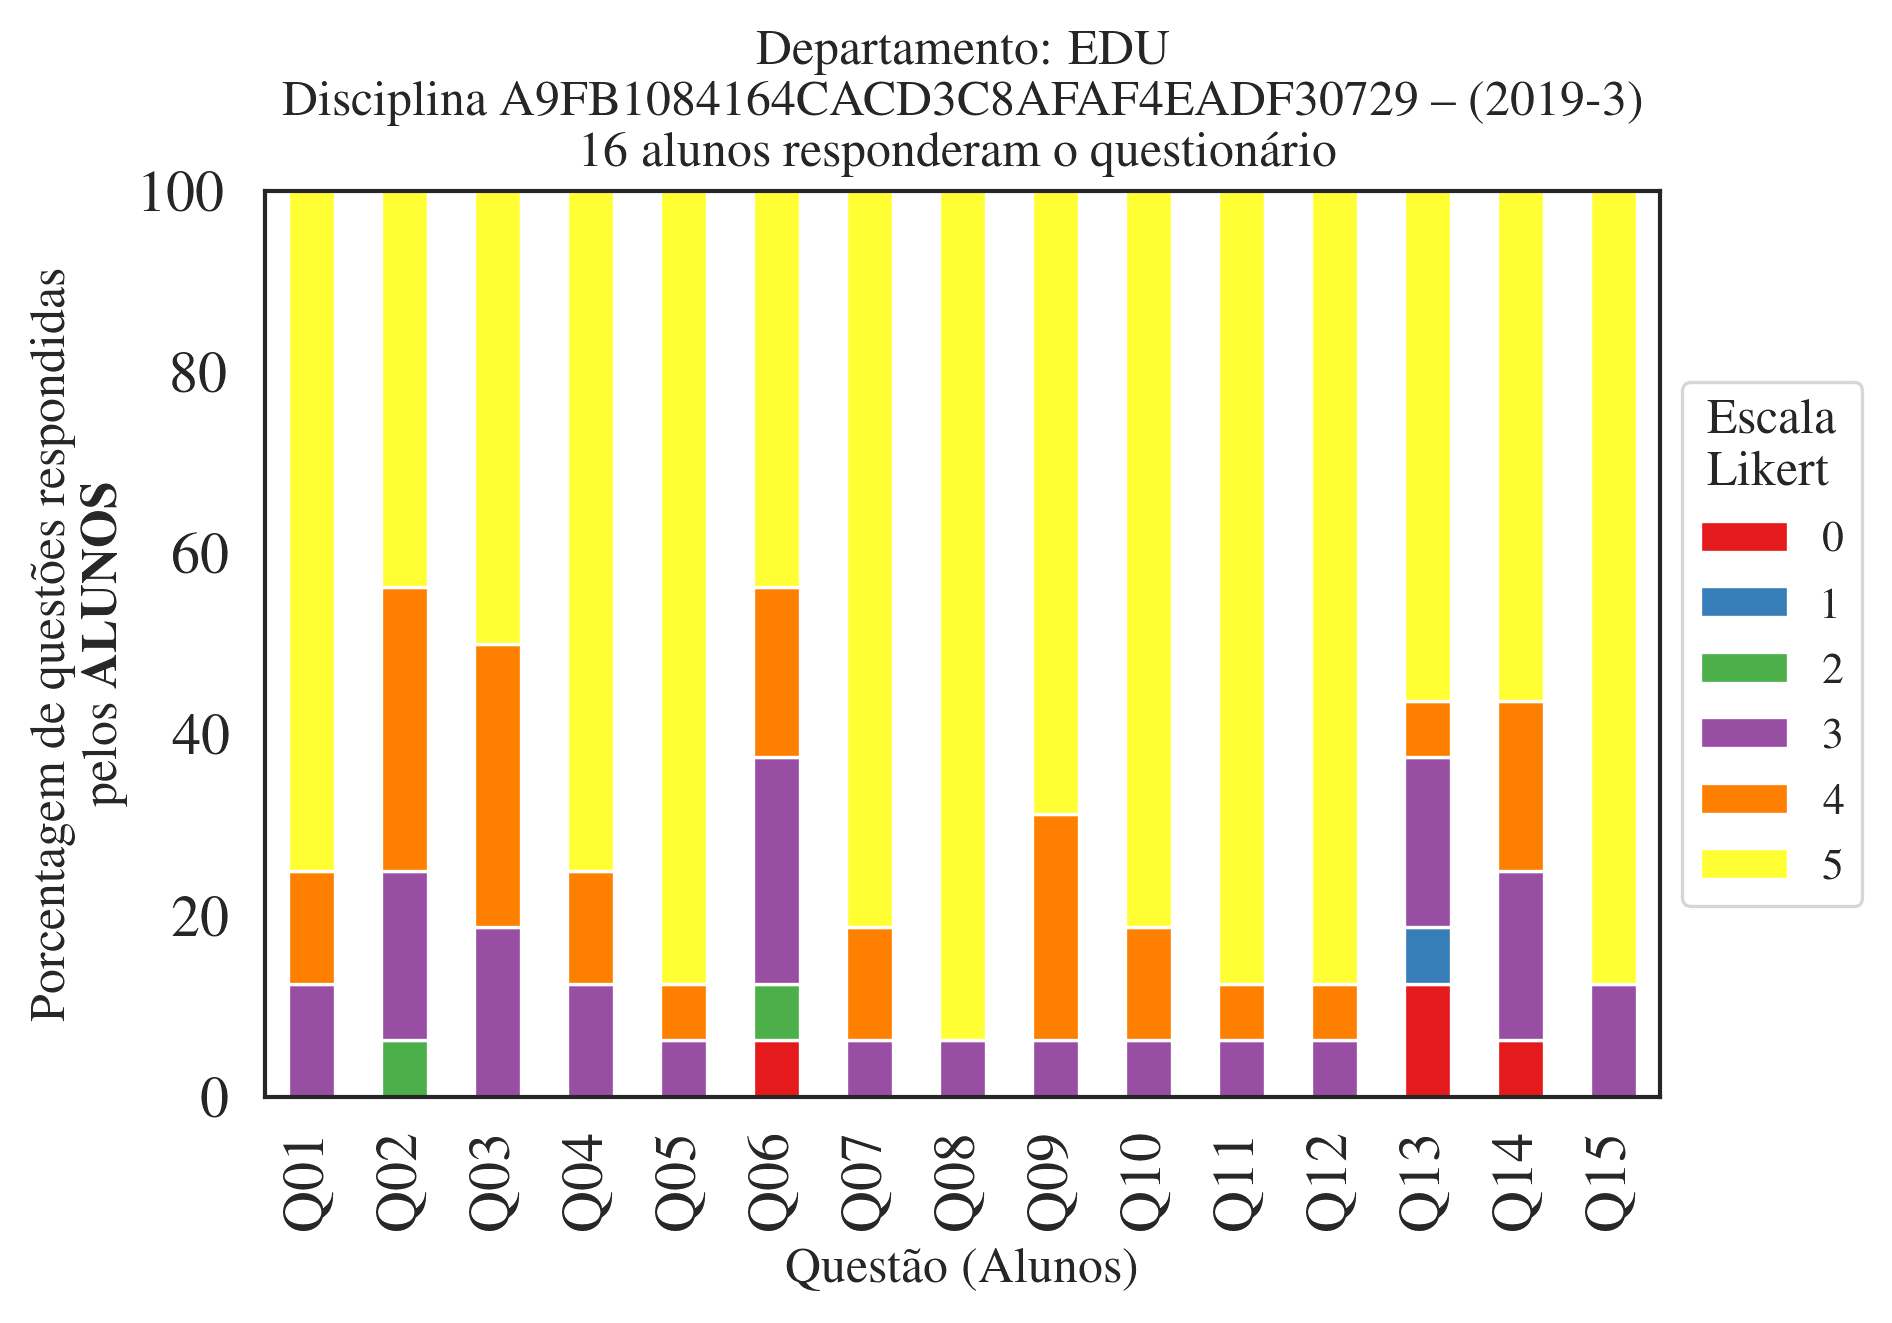 Departamento: EDU
Disciplina A9FB1084164CACD3C8AFAF4EADF30729 – (2019-3)
16 alunos responderam o questionário
Porcentagem de questões respondidas
pelos ALUNOS
100
80
60
40
20
0
Q01
Q02
Q03
Q04
Q05
Q06
Q07
Q08
Q09
Q10
Q11
Q12
Q13
Q14
Q15
Questão (Alunos)
Escala
Likert
0
1
2
3
4
5